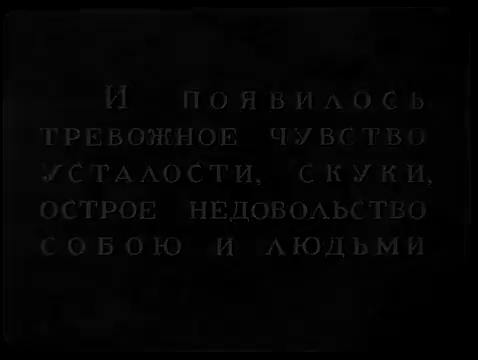 И ПОЯВИЛОСЬ
ТРЕВОЖНОЕ ЧУВСТВО
УСТАЛОСТИ, СКУКИ,
ОСТРОЕ НЕДОВОЛЬСТВО
СОБОЮ И ЛЮДЬМИ